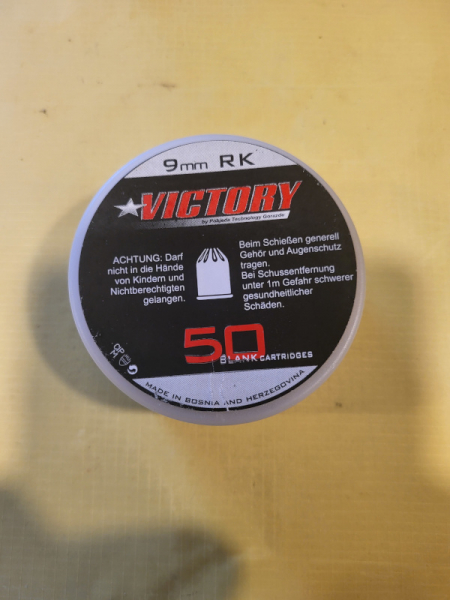 9mm RK
VICTORY
by Pobjeda Technology Gorazde
ACHTUNG: Darf
nicht in die Hände
von Kindern und
Nichtberechtigten
gelangen.
Beim Schießen generell
Gehör und Augenschutz
tragen.
Bei Schussentfernung
unter 1m Gefahr schwerer
gesundheitlicher
Schäden.
50
BLANK CARTRIDGES
MADE IN BOSNIA AND HERZEGOVINA